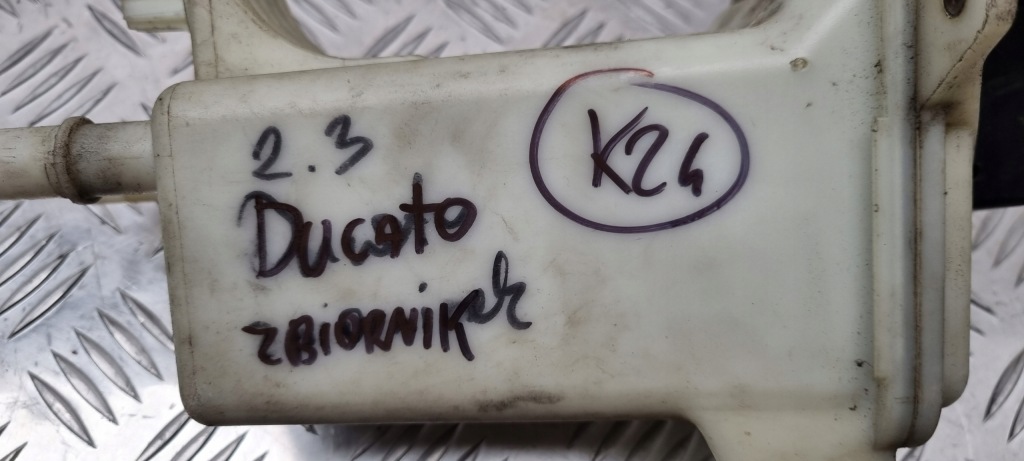 2.3
K24
Ducato
ZBIORNIK